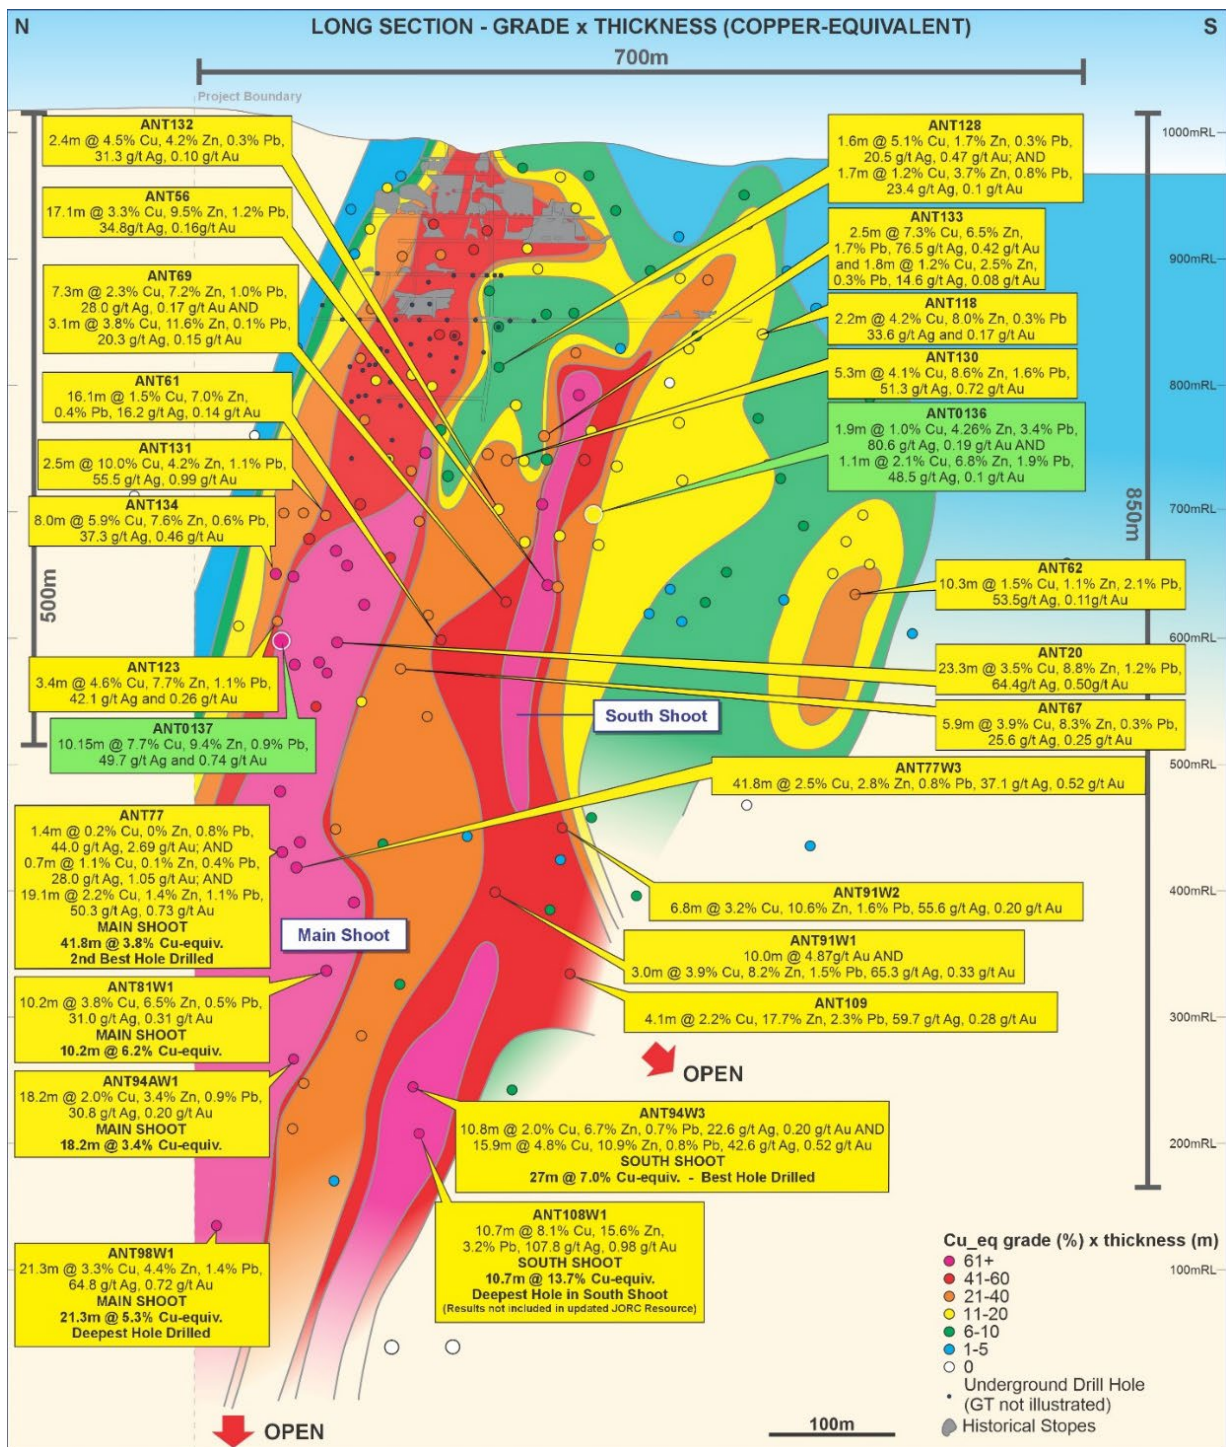 N
LONG SECTION - GRADE x THICKNESS (COPPER-EQUIVALENT)
S
700m
Project Boundary
ANT132
2.4m @ 4.5% Cu, 4.2% Zn, 0.3% Pb,
31.3 g/t Ag, 0.10 g/t Au
ANT56
17.1m @ 3.3% Cu, 9.5% Zn, 1.2% Pb,
34.8g/t Ag, 0.16g/t Au
ANT69
7.3m @ 2.3% Cu, 7.2% Zn, 1.0% Pb,
28.0 g/t Ag, 0.17 g/t Au AND
3.1m @ 3.8% Cu, 11.6% Zn, 0.1% Pb,
20.3 g/t Ag, 0.15 g/t Au
ANT61
16.1m @ 1.5% Cu, 7.0% Zn,
0.4% Pb, 16.2 g/t Ag, 0.14 g/t Au
ANT131
2.5m @ 10.0% Cu, 4.2% Zn, 1.1% Pb,
55.5 g/t Ag, 0.99 g/t Au
ANT134
8.0m @ 5.9% Cu, 7.6% Zn, 0.6% Pb,
37.3 g/t Ag, 0.46 g/t Au
500m
ANT123
3.4m @ 4.6% Cu, 7.7% Zn, 1.1% Pb,
42.1 g/t Ag and 0.26 g/t Au
ANT0137
10.15m @ 7.7% Cu, 9.4% Zn, 0.9% Pb,
49.7 g/t Ag and 0.74 g/t Au
ANT77
1.4m @ 0.2% Cu, 0% Zn, 0.8% Pb,
44.0 g/t Ag, 2.69 g/t Au; AND
0.7m @ 1.1% Cu, 0.1% Zn, 0.4% Pb,
28.0 g/t Ag, 1.05 g/t Au; AND
19.1m @ 2.2% Cu, 1.4% Zn, 1.1% Pb,
50.3 g/t Ag, 0.73 g/t Au
MAIN SHOOT
41.8m @ 3.8% Cu-equiv.
2nd Best Hole Drilled
ANT81W1
10.2m @ 3.8% Cu, 6.5% Zn, 0.5% Pb,
31.0 g/t Ag, 0.31 g/t Au
MAIN SHOOT
10.2m @ 6.2% Cu-equiv.
ANT94AW1
18.2m @ 2.0% Cu, 3.4% Zn, 0.9% Pb,
30.8 g/t Ag, 0.20 g/t Au
MAIN SHOOT
18.2m @ 3.4% Cu-equiv.
ANT98W1
21.3m @ 3.3% Cu, 4.4% Zn, 1.4% Pb,
64.8 g/t Ag, 0.72 g/t Au
MAIN SHOOT
21.3m @ 5.3% Cu-equiv.
Deepest Hole Drilled
OPEN
ANT128
1.6m @ 5.1% Cu, 1.7% Zn, 0.3% Pb,
20.5 g/t Ag, 0.47 g/t Au; AND
1.7m @ 1.2% Cu, 3.7% Zn, 0.8% Pb,
23.4 g/t Ag, 0.1 g/t Au
ANT133
2.5m @ 7.3% Cu, 6.5% Zn,
1.7% Pb, 76.5 g/t Ag, 0.42 g/t Au
and 1.8m @ 1.2% Cu, 2.5% Zn,
0.3% Pb, 14.6 g/t Ag, 0.08 g/t Au
ANT118
2.2m @ 4.2% Cu, 8.0% Zn, 0.3% Pb
33.6 g/t Ag and 0.17 g/t Au
ANT130
5.3m @ 4.1% Cu, 8.6% Zn, 1.6% Pb,
51.3 g/t Ag, 0.72 g/t Au
ANT0136
1.9m @ 1.0% Cu, 4.26% Zn, 3.4% Pb,
80.6 g/t Ag, 0.19 g/t Au AND
1.1m @ 2.1% Cu, 6.8% Zn, 1.9% Pb,
48.5 g/t Ag, 0.1 g/t Au
850m
ANT62
10.3m @ 1.5% Cu, 1.1% Zn, 2.1% Pb,
53.5g/t Ag, 0.11g/t Au
ANT20
23.3m @ 3.5% Cu, 8.8% Zn, 1.2% Pb,
64.4g/t Ag, 0.50g/t Au
ANT67
5.9m @ 3.9% Cu, 8.3% Zn, 0.3% Pb,
25.6 g/t Ag, 0.25 g/t Au
South Shoot
ANT77W3
41.8m @ 2.5% Cu, 2.8% Zn, 0.8% Pb, 37.1 g/t Ag, 0.52 g/t Au
Main Shoot
ANT91W2
6.8m @ 3.2% Cu, 10.6% Zn, 1.6% Pb, 55.6 g/t Ag, 0.20 g/t Au
ANT91W1
10.0m @ 4.87g/t Au AND
3.0m @ 3.9% Cu, 8.2% Zn, 1.5% Pb, 65.3 g/t Ag, 0.33 g/t Au
ANT109
4.1m @ 2.2% Cu, 17.7% Zn, 2.3% Pb, 59.7 g/t Ag, 0.28 g/t Au
OPEN
ANT94W3
10.8m @ 2.0% Cu, 6.7% Zn, 0.7% Pb, 22.6 g/t Ag, 0.20 g/t Au AND
15.9m @ 4.8% Cu, 10.9% Zn, 0.8% Pb, 42.6 g/t Ag, 0.52 g/t Au
SOUTH SHOOT
27m @ 7.0% Cu-equiv. - Best Hole Drilled
ANT108W1
10.7m @ 8.1% Cu, 15.6% Zn,
3.2% Pb, 107.8 g/t Ag, 0.98 g/t Au
SOUTH SHOOT
10.7m @ 13.7% Cu-equiv.
Deepest Hole in South Shoot
(Results not included in updated JORC Resource)
1000mRL
900mRL
800mRL
700mRL
600mRL
500mRL
400mRL
300mRL
200mRL
100mRL
Cu_eq grade (%) x thickness (m)
61+
41-60
21-40
11-20
6-10
1-5
0
Underground Drill Hole
(GT not illustrated)
Historical Stopes
100m